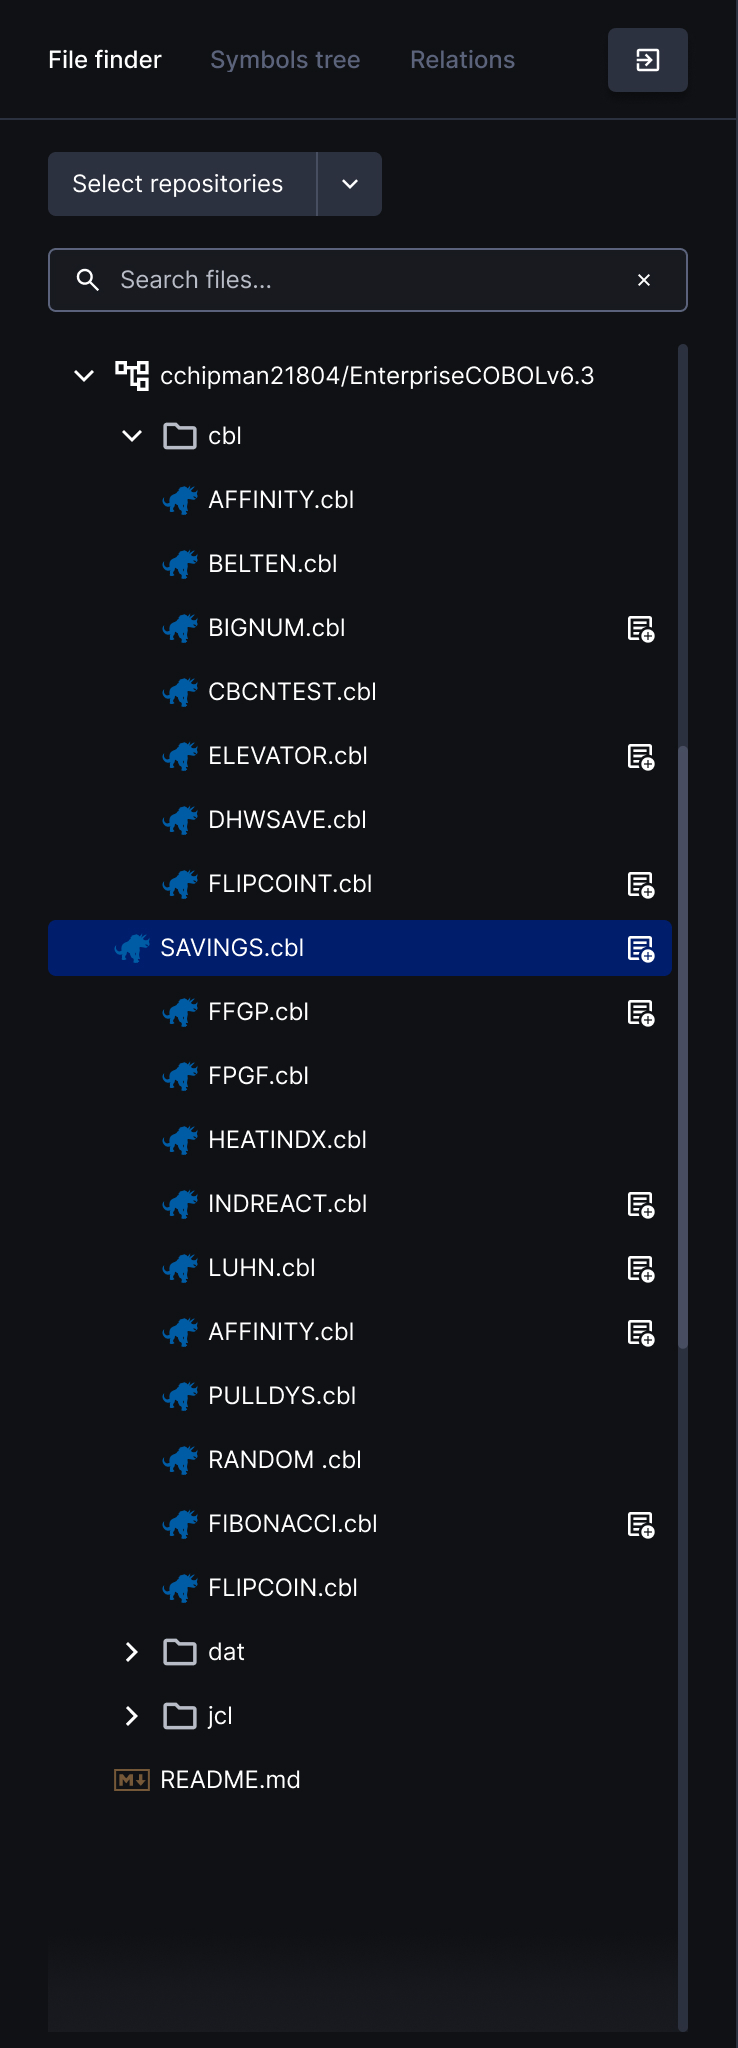 File finder Symbols tree Relations
Select repositories
Search files...
cchipman21804/EnterpriseCOBOLv6.3
cbl
AFFINITY.cbl
BELTEN.cbl
BIGNUM.cbl
CBCNTEST.cbl
ELEVATOR.cbl
DHWSAVE.cbl
FLIPCOINT.cbl
SAVINGS.cbl
FFGP.cbl
FPGF.cbl
HEATINDX.cbl
INDREACT.cbl
LUHN.cbl
AFFINITY.cbl
PULLDYS.cbl
RANDOM .cbl
FIBONACCI.cbl
FLIPCOIN.cbl
dat
jcl
README.md